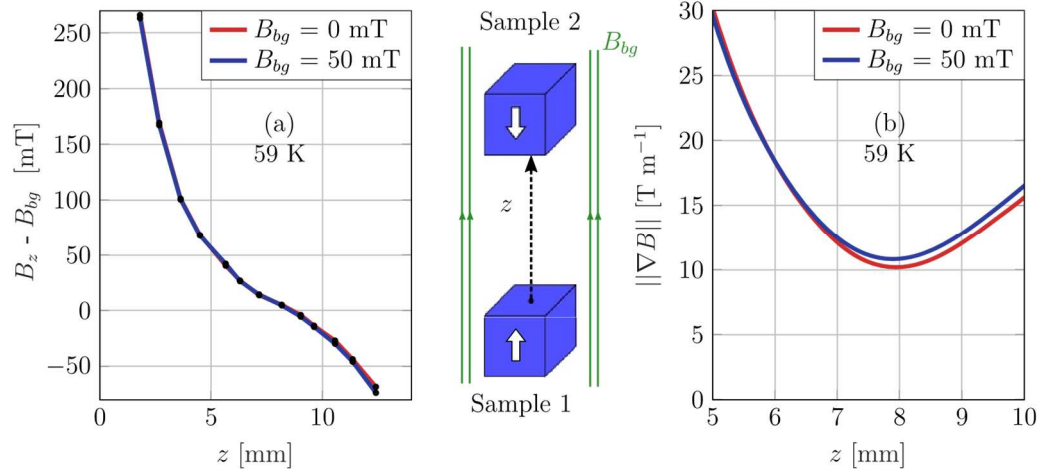 B_z - B_bg [mT]
250
200
150
100
50
0
−50
0
5
10
z [mm]
B_bg = 0 mT
B_bg = 50 mT
(a)
59 K
Sample 2
B_bg
z
Sample 1
||∇B|| [T m⁻¹]
30
25
20
15
10
5
0
5
6
7
8
9
10
z [mm]
B_bg = 0 mT
B_bg = 50 mT
(b)
59 K